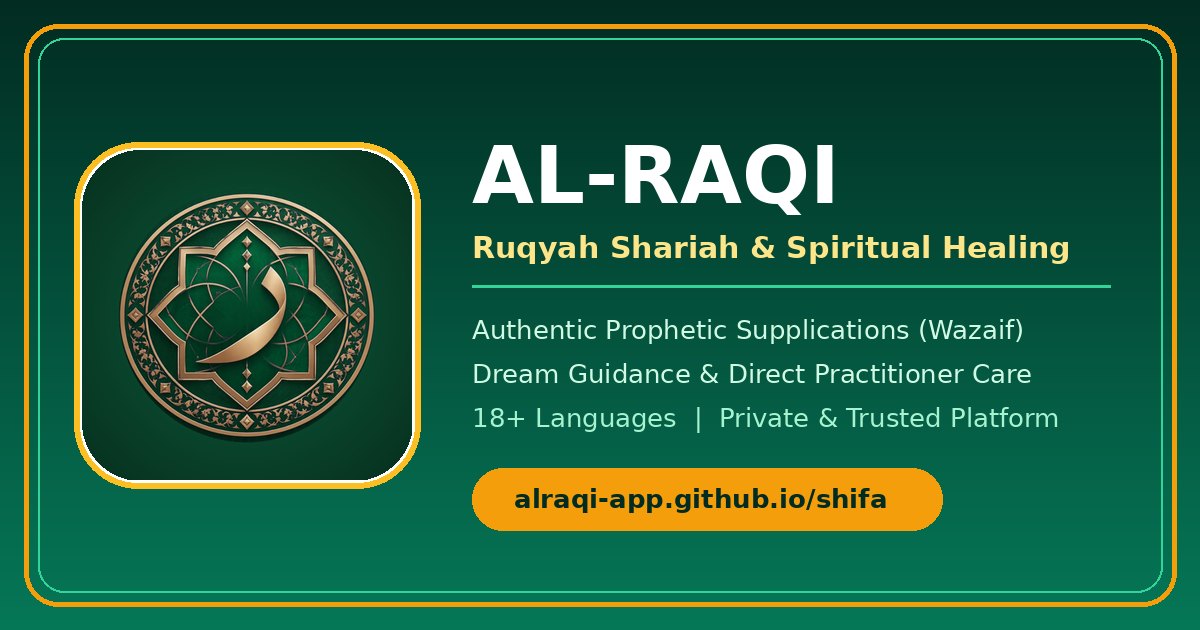 AL-RAQI
Ruqyah Shariah & Spiritual Healing
Authentic Prophetic Supplications (Wazaif)
Dream Guidance & Direct Practitioner Care
18+ Languages | Private & Trusted Platform
alraqi-app.github.io/shifa